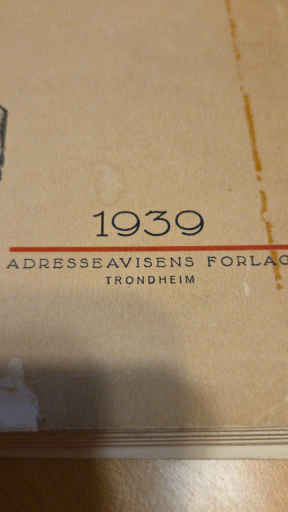 1939
ADRESSEAVISENS FORLAG
TRONDHEIM